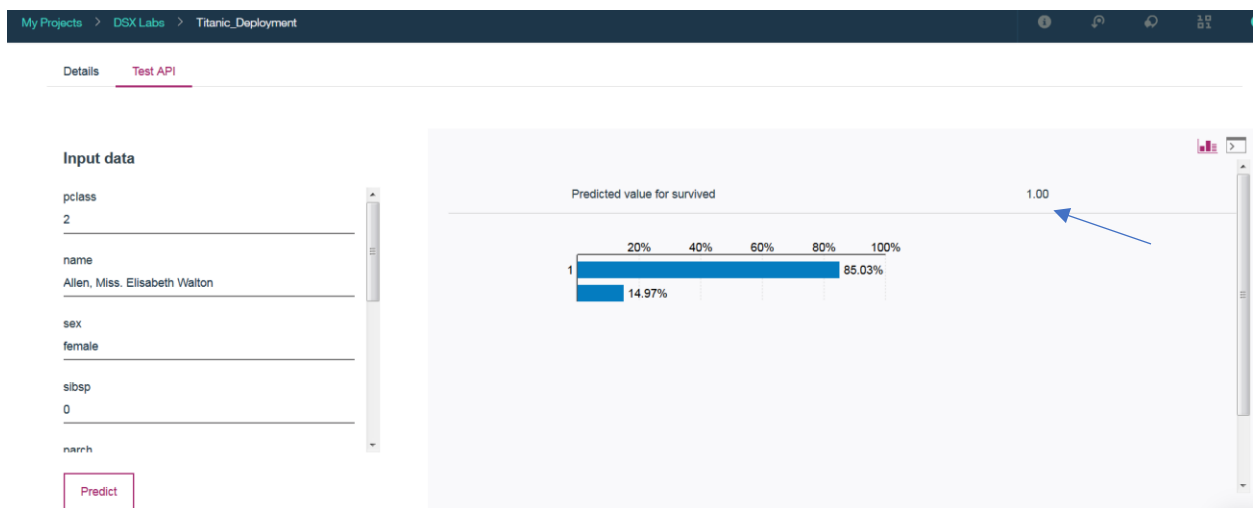 My Projects > DSX Labs > Titanic_Deployment
Details Test API
Input data
pclass
2
name
Allen, Miss. Elisabeth Walton
sex
female
sibsp
0
parch
Predict
Predicted value for survived 1.00
20% 40% 60% 80% 100%
1 85.03%
14.97%